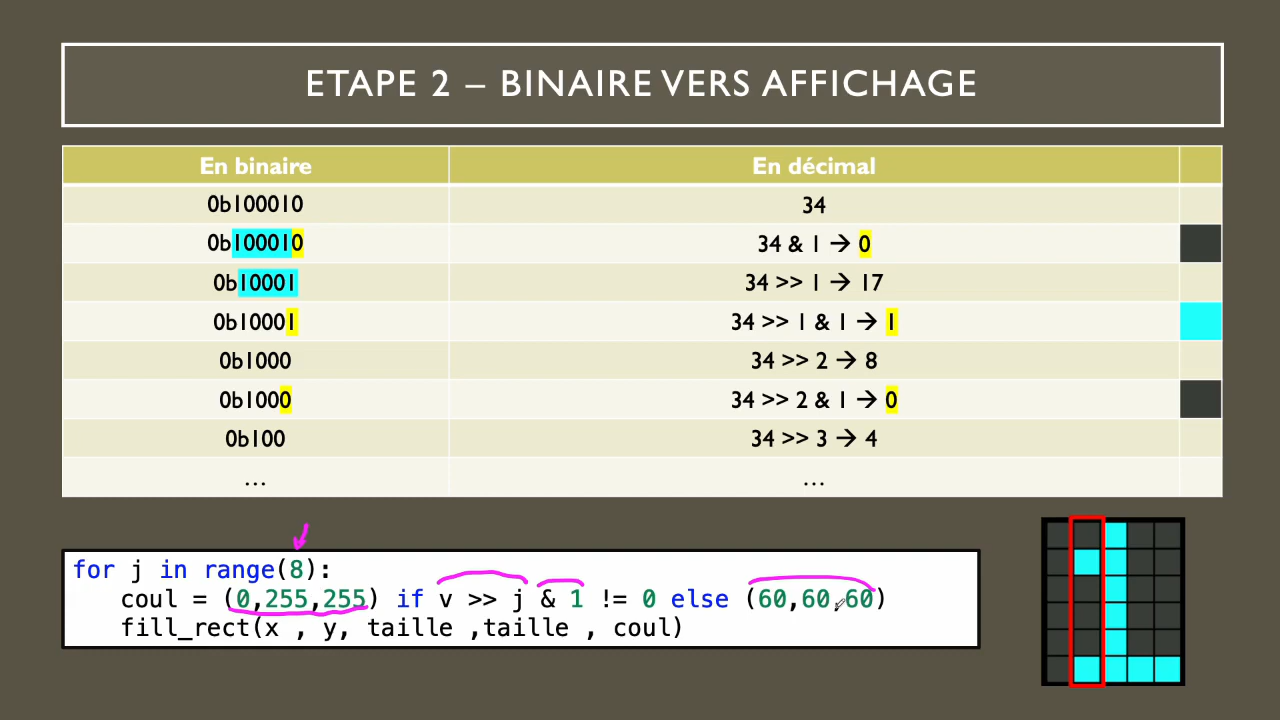 ETAPE 2 – BINAIRE VERS AFFICHAGE
En binaire En décimal
0b100010 34
0b100010 34 & 1 → 0
0b10001 34 >> 1 → 17
0b10001 34 >> 1 & 1 → 1
0b1000 34 >> 2 → 8
0b1000 34 >> 2 & 1 → 0
0b100 34 >> 3 → 4
... ...
for j in range(8):
coul = (0,255,255) if v >> j & 1 != 0 else (60,60,60)
fill_rect(x , y, taille ,taille , coul)